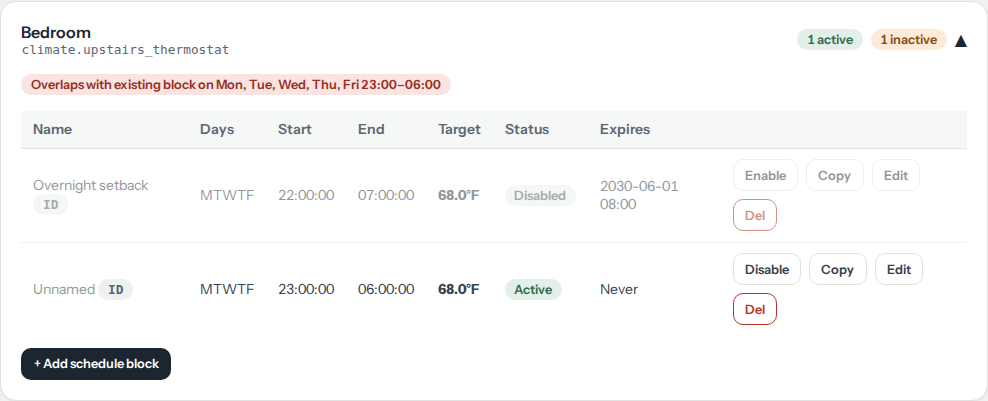 Bedroom
climate.upstairs_thermostat
1 active 1 inactive ▲
Overlaps with existing block on Mon, Tue, Wed, Thu, Fri 23:00–06:00
Name Days Start End Target Status Expires
Overnight setback
ID
MTWTF 22:00:00 07:00:00 68.0°F Disabled
2030-06-01
08:00
Enable Copy Edit
Del
Unnamed ID MTWTF 23:00:00 06:00:00 68.0°F Active Never
Disable Copy Edit
Del
+ Add schedule block